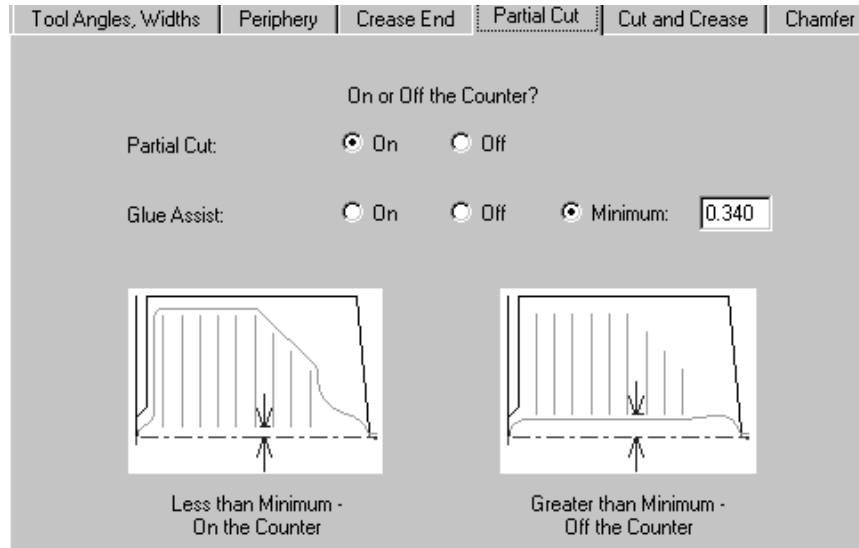 Tool Angles, Widths Periphery Crease End Partial Cut Cut and Crease Chamfer
On or Off the Counter?
Partial Cut: On Off
Glue Assist: On Off Minimum: 0.340
Less than Minimum - Greater than Minimum -
On the Counter Off the Counter